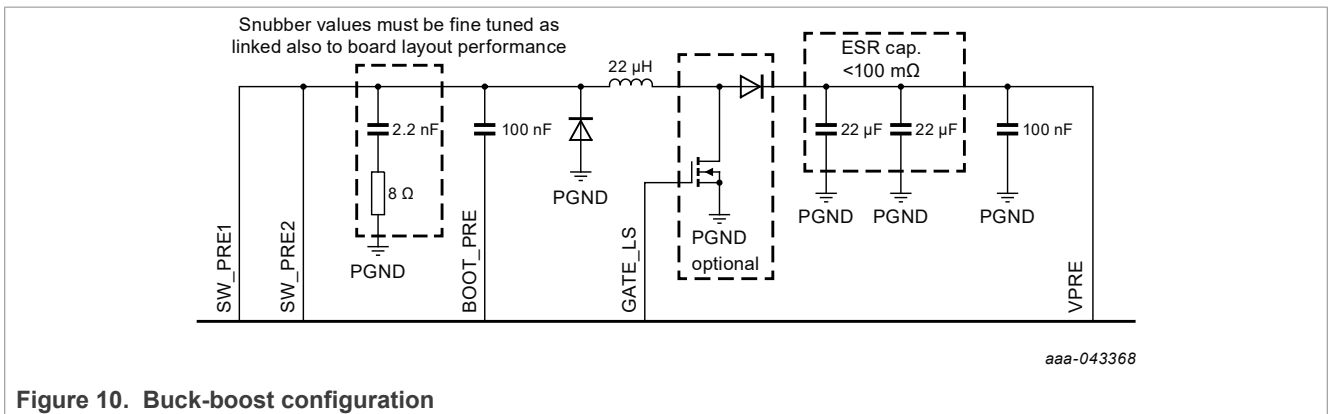 Snubber values must be fine tuned as
linked also to board layout performance
ESR cap.
<100 mΩ
22 µH
2.2 nF
100 nF
22 µF
22 µF
100 nF
8 Ω
PGND
PGND
PGND
optional
PGND
PGND
PGND
SW_PRE1
SW_PRE2
BOOT_PRE
GATE_LS
VPRE
aaa-043368
Figure 10. Buck-boost configuration